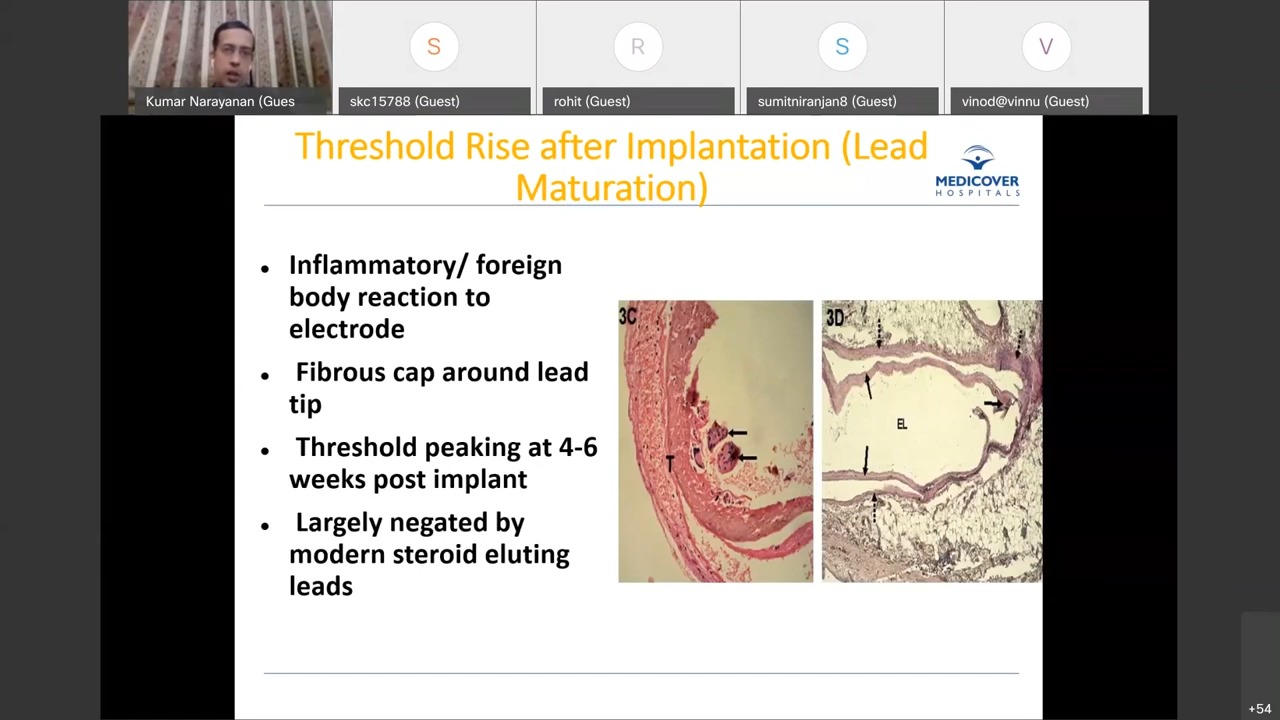 S
R
S
V
Kumar Narayanan (Gues
skc15788 (Guest)
rohit (Guest)
sumitniranjan8 (Guest)
vinod@vinnu (Guest)
Threshold Rise after Implantation (Lead
Maturation)
MEDICOVER
HOSPITALS
• Inflammatory/ foreign
body reaction to
electrode
• Fibrous cap around lead
tip
• Threshold peaking at 4-6
weeks post implant
• Largely negated by
modern steroid eluting
leads
3C
T
3D
EL
+54